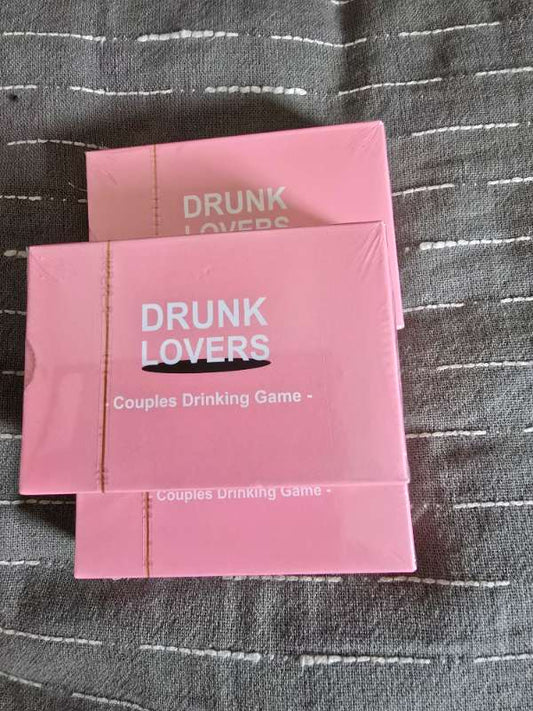 DRUNK
LOVERS
DRUNK
LOVERS
- Couples Drinking Game -
Couples Drinking Game -